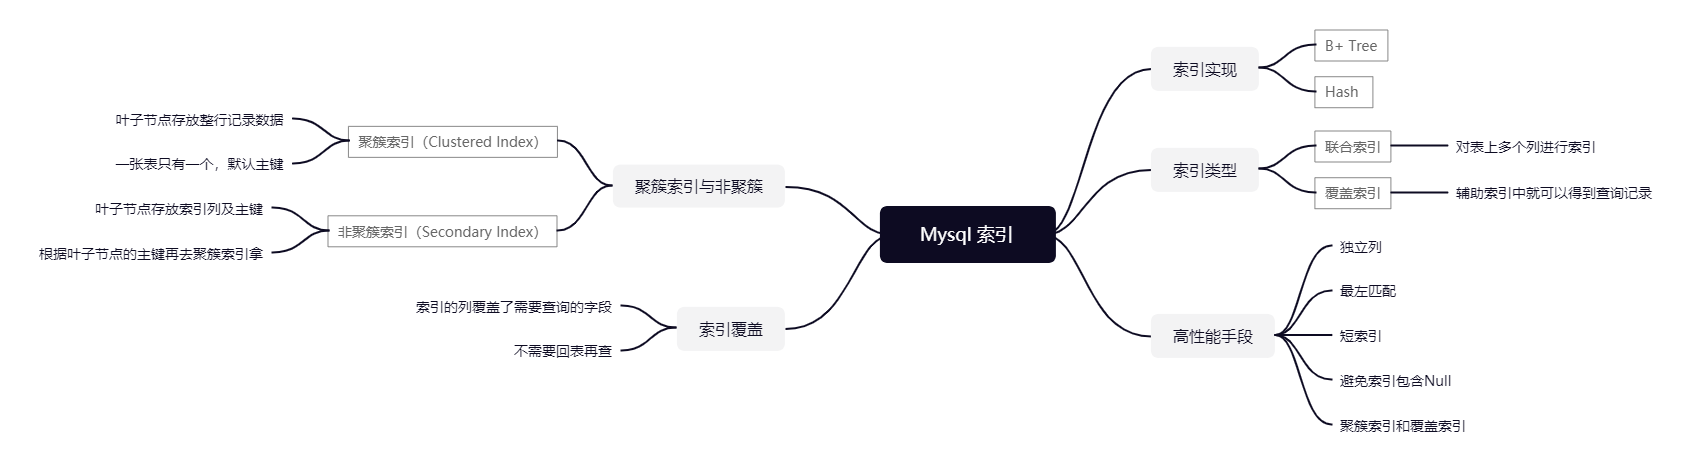 Mysql 索引
索引实现
B+ Tree
Hash
索引类型
联合索引
对表上多个列进行索引
覆盖索引
辅助索引中就可以得到查询记录
高性能手段
独立列
最左匹配
短索引
避免索引包含Null
聚簇索引和覆盖索引
聚簇索引与非聚簇
聚簇索引（Clustered Index）
叶子节点存放整行记录数据
一张表只有一个，默认主键
非聚簇索引（Secondary Index）
叶子节点存放索引列及主键
根据叶子节点的主键再去聚簇索引拿
索引覆盖
索引的列覆盖了需要查询的字段
不需要回表再查